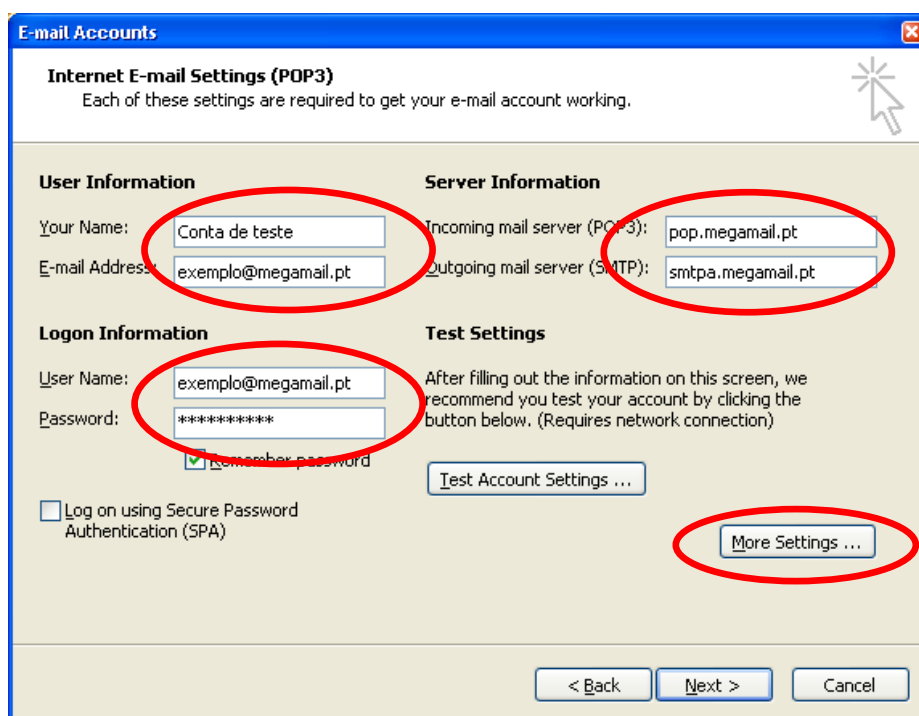 E-mail Accounts
Internet E-mail Settings (POP3)
Each of these settings are required to get your e-mail account working.
User Information
Your Name: Conta de teste
E-mail Address: exemplo@megamail.pt
Server Information
Incoming mail server (POP3): pop.megamail.pt
Outgoing mail server (SMTP): smtpa.megamail.pt
Logon Information
User Name: exemplo@megamail.pt
Password: **********
Remember password
Log on using Secure Password
Authentication (SPA)
Test Settings
After filling out the information on this screen, we
recommend you test your account by clicking the
button below. (Requires network connection)
Test Account Settings ...
More Settings ...
< Back
Next >
Cancel